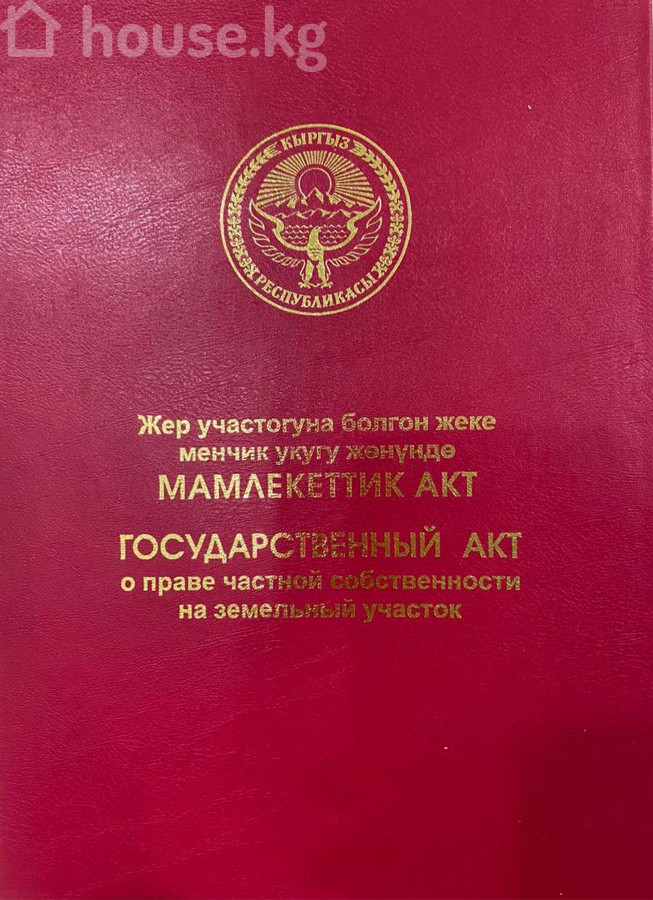 house.kg
КЫРГЫЗ
РЕСПУБЛИКАСЫ
Жер участогуна болгон жеке
менчик укугу жөнүндө
МАМЛЕКЕТТИК АКТ
ГОСУДАРСТВЕННЫЙ АКТ
о праве частной собственности
на земельный участок